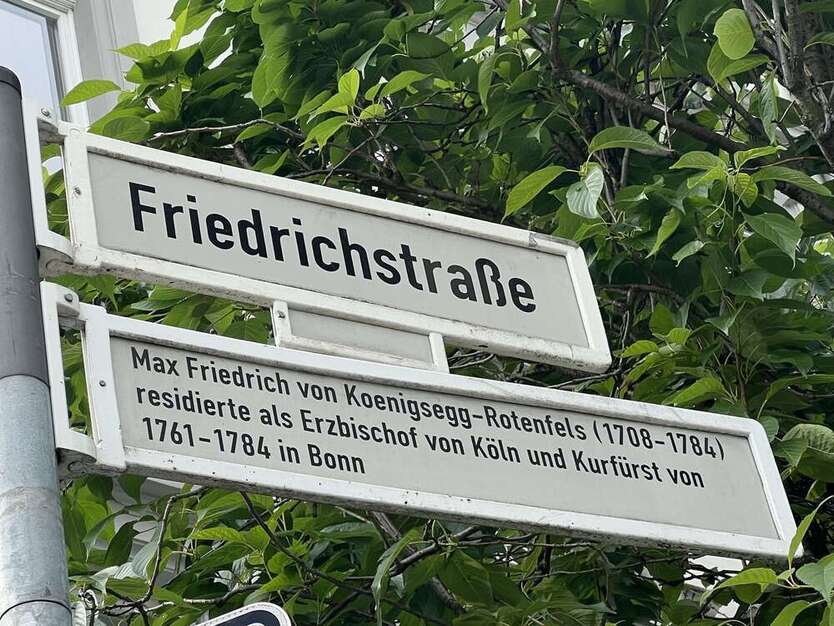 Friedrichstraße
Max Friedrich von Koenigsegg-Rotenfels (1708-1784)
residierte als Erzbischof von Köln und Kurfürst von
1761-1784 in Bonn